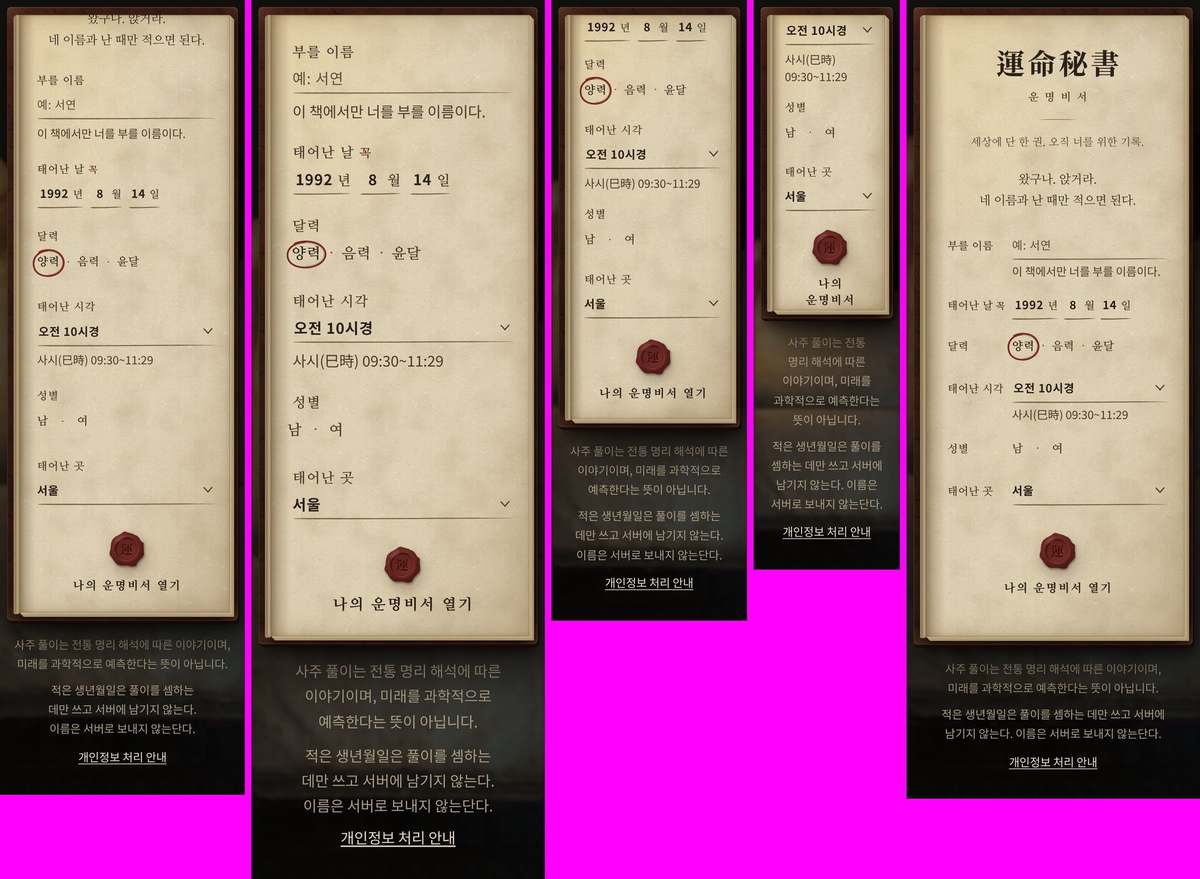 왔구나. 앉거라.
네 이름과 난 때만 적으면 된다.
부를 이름
예: 서연
이 책에서만 너를 부를 이름이다.
태어난 날 꼭
1992 년 8 월 14 일
달력
양력 · 음력 · 윤달
태어난 시각
오전 10시경
사시(巳時) 09:30~11:29
성별
남 · 여
태어난 곳
서울
運
나의 운명비서 열기
사주 풀이는 전통 명리 해석에 따른 이야기이며,
미래를 과학적으로 예측한다는 뜻이 아닙니다.
적은 생년월일은 풀이를 셈하는
데만 쓰고 서버에 남기지 않는다.
이름은 서버로 보내지 않는단다.
개인정보 처리 안내
부를 이름
예: 서연
이 책에서만 너를 부를 이름이다.
태어난 날 꼭
1992 년 8 월 14 일
달력
양력 · 음력 · 윤달
태어난 시각
오전 10시경
사시(巳時) 09:30~11:29
성별
남 · 여
태어난 곳
서울
運
나의 운명비서 열기
사주 풀이는 전통 명리 해석에 따른
이야기이며, 미래를 과학적으로
예측한다는 뜻이 아닙니다.
적은 생년월일은 풀이를 셈하는
데만 쓰고 서버에 남기지 않는다.
이름은 서버로 보내지 않는단다.
개인정보 처리 안내
1992 년 8 월 14 일
달력
양력 · 음력 · 윤달
태어난 시각
오전 10시경
사시(巳時) 09:30~11:29
성별
남 · 여
태어난 곳
서울
運
나의 운명비서 열기
사주 풀이는 전통 명리 해석에 따른
이야기이며, 미래를 과학적으로
예측한다는 뜻이 아닙니다.
적은 생년월일은 풀이를 셈하는
데만 쓰고 서버에 남기지 않는다.
이름은 서버로 보내지 않는단다.
개인정보 처리 안내
오전 10시경
사시(巳時)
09:30~11:29
성별
남 · 여
태어난 곳
서울
運
나의
운명비서
사주 풀이는 전통
명리 해석에 따른
이야기이며, 미래를
과학적으로 예측한다는
뜻이 아닙니다.
적은 생년월일은 풀이를
셈하는 데만 쓰고 서버에
남기지 않는다. 이름은
서버로 보내지 않는단다.
개인정보 처리 안내
運命秘書
운명비서
세상에 단 한 권, 오직 너를 위한 기록.
왔구나. 앉거라.
네 이름과 난 때만 적으면 된다.
부를 이름 예: 서연
이 책에서만 너를 부를 이름이다.
태어난 날 꼭 1992 년 8 월 14 일
달력 양력 · 음력 · 윤달
태어난 시각 오전 10시경
사시(巳時) 09:30~11:29
성별 남 · 여
태어난 곳 서울
運
나의 운명비서 열기
사주 풀이는 전통 명리 해석에 따른 이야기이며,
미래를 과학적으로 예측한다는 뜻이 아닙니다.
적은 생년월일은 풀이를 셈하는 데만 쓰고 서버에
남기지 않는다. 이름은 서버로 보내지 않는단다.
개인정보 처리 안내